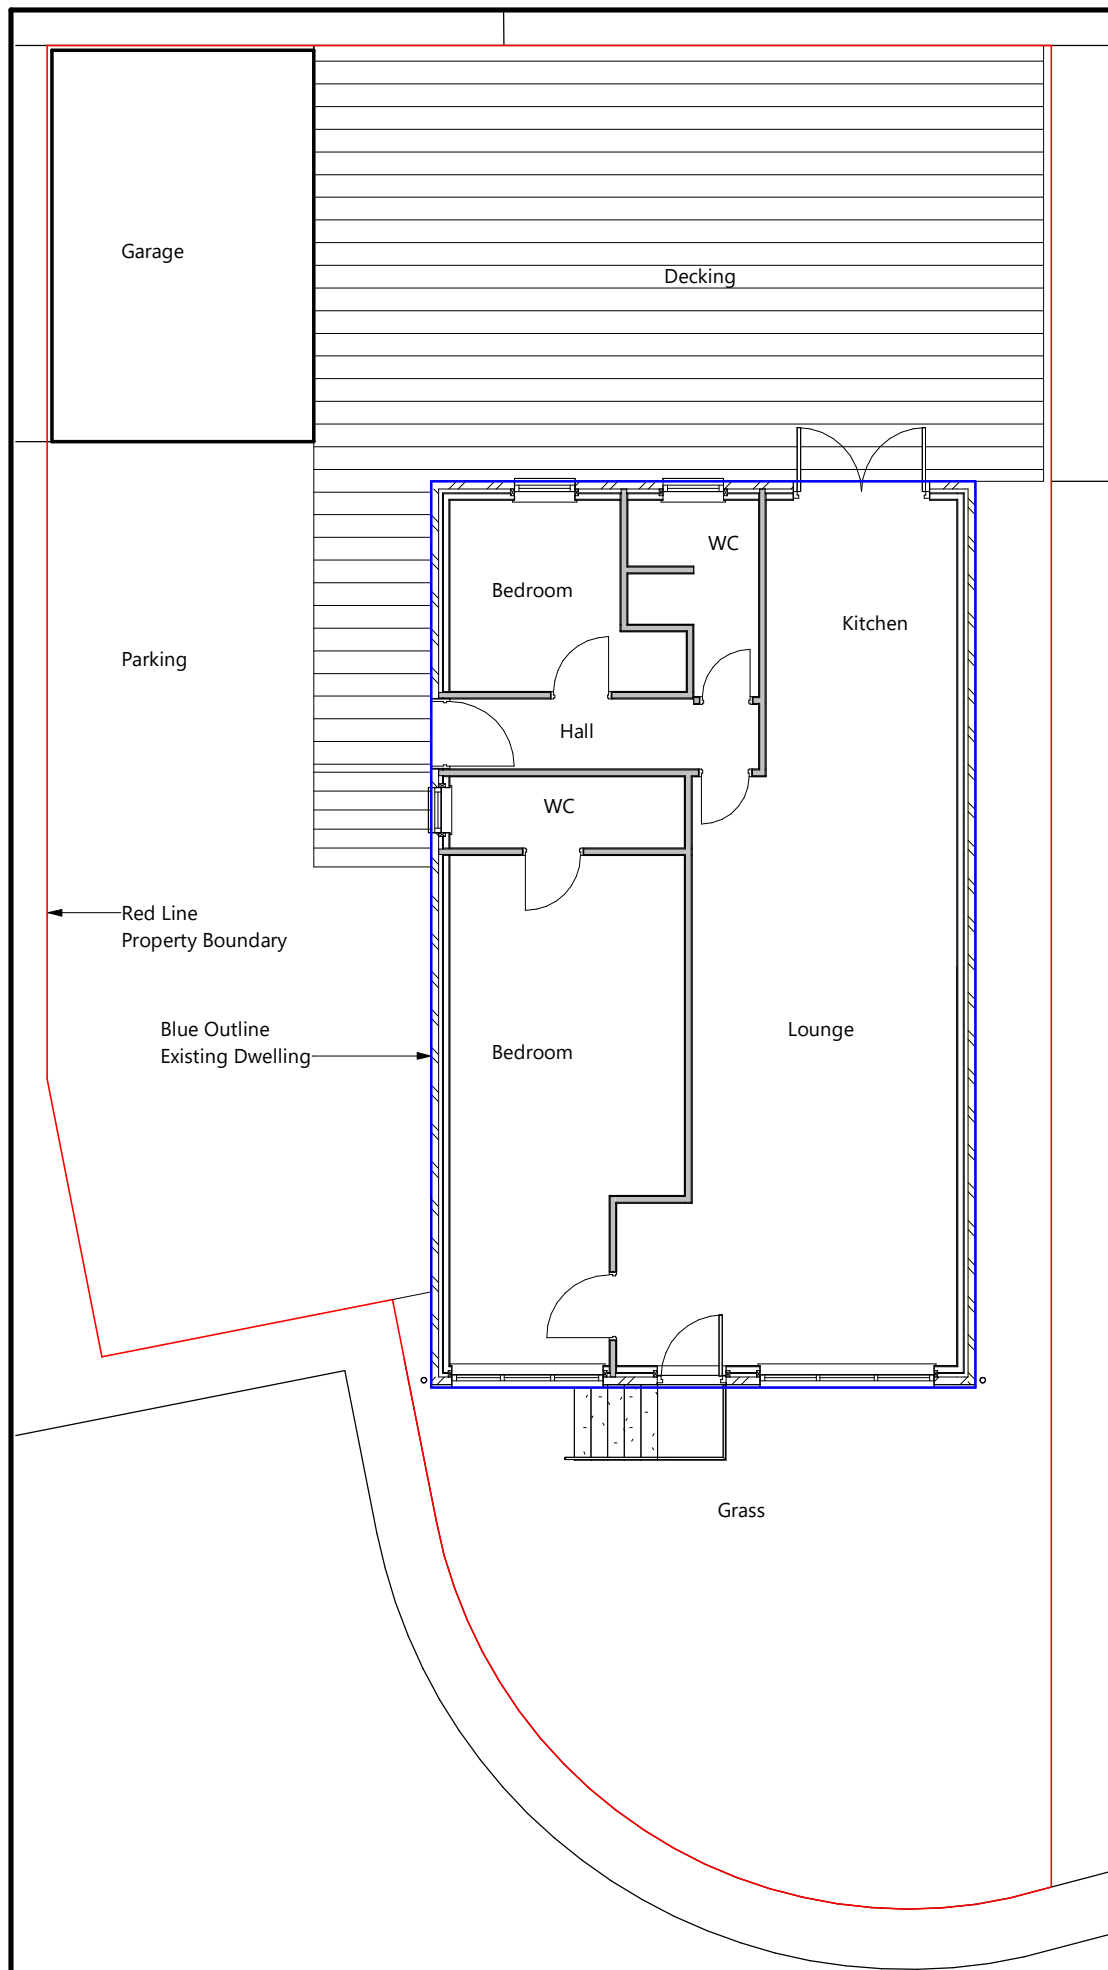 Garage
Decking
WC
Bedroom
Kitchen
Parking
Hall
WC
Red Line
Property Boundary
Blue Outline
Existing Dwelling
Bedroom
Lounge
Grass